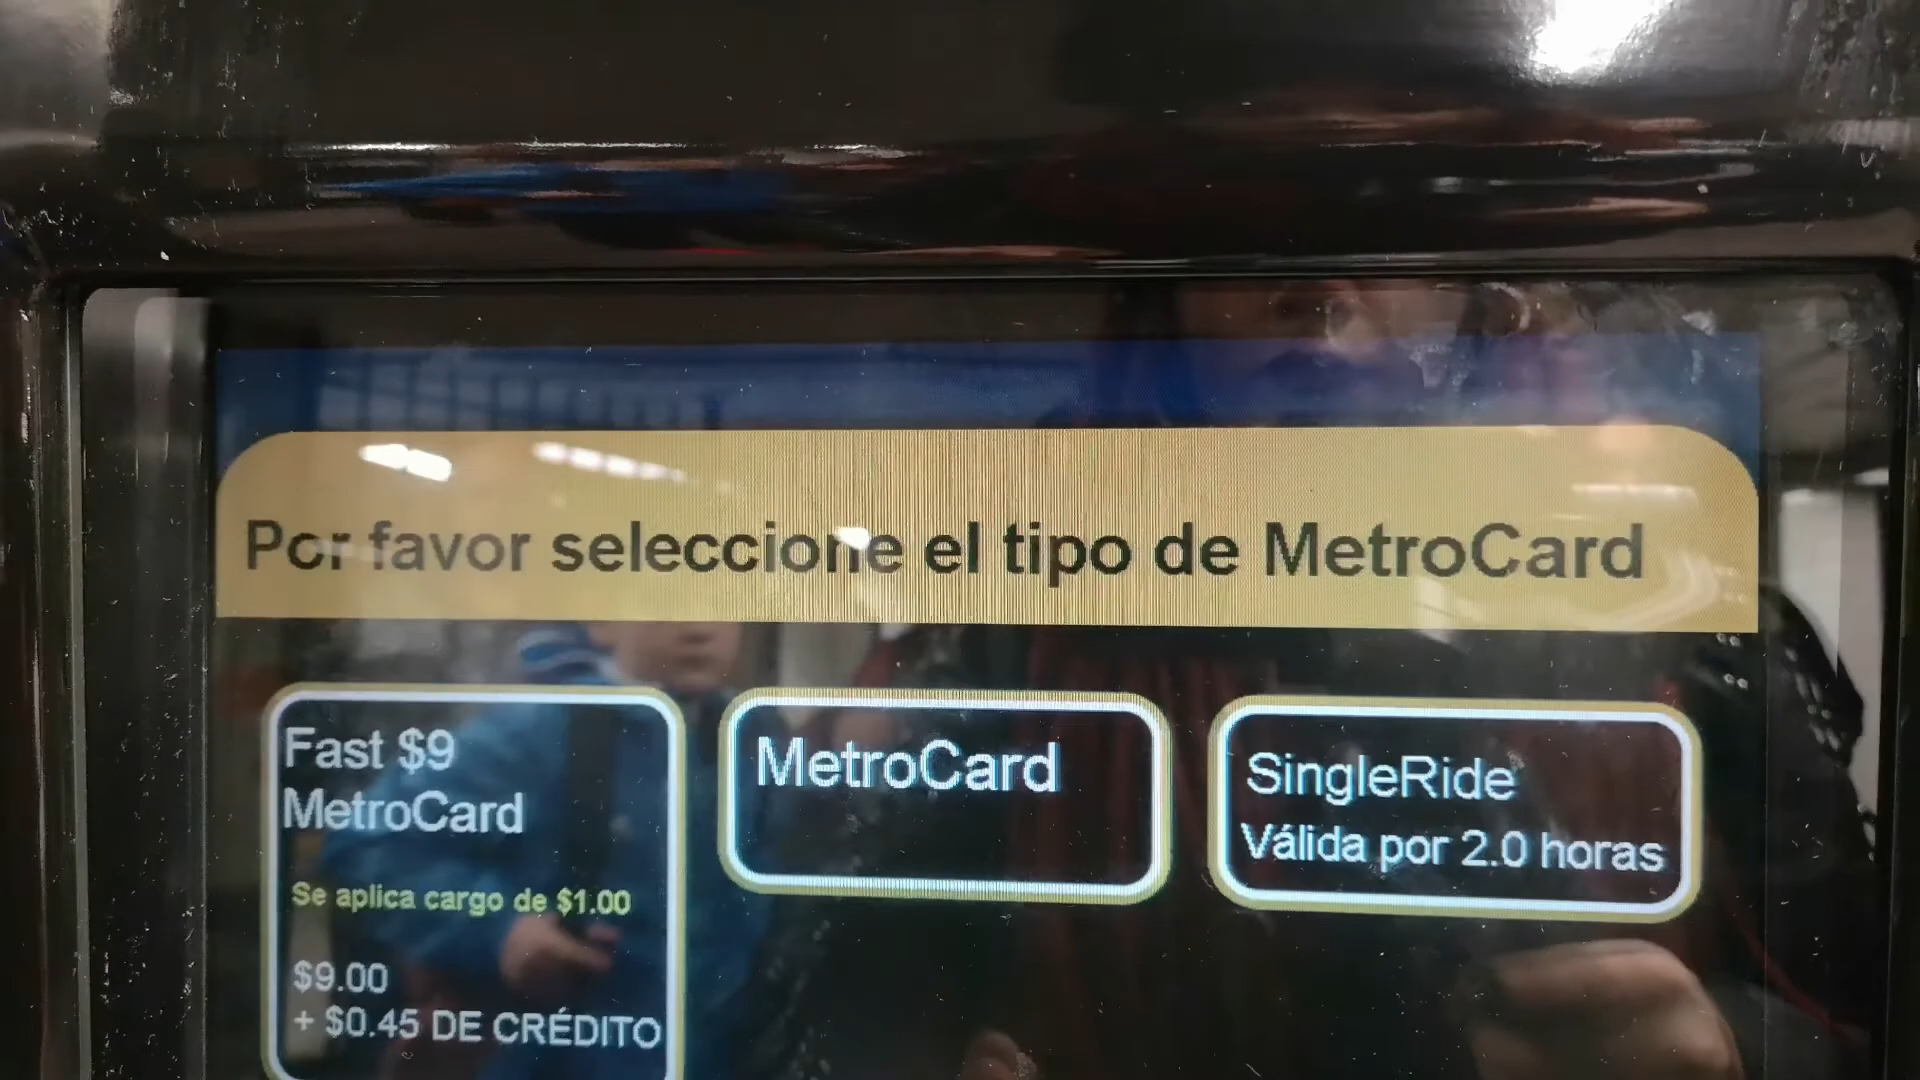 Por favor seleccione el tipo de MetroCard
Fast $9
MetroCard
Se aplica cargo de $1.00
$9.00
+ $0.45 DE CRÉDITO
MetroCard
SingleRide
Válida por 2.0 horas